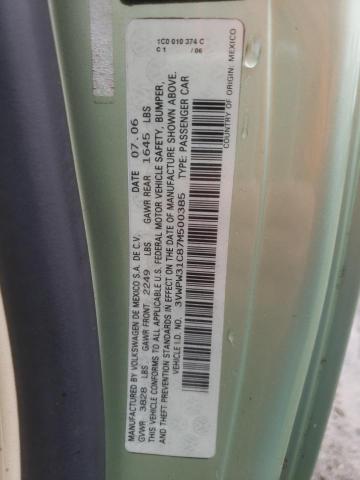 1C0 010 374 C
C 1 / 06
MANUFACTURED BY VOLKSWAGEN DE MEXICO S.A. DE C.V. DATE 07.06
GVWR 3828 LBS GAWR FRONT 2249 LBS GAWR REAR 1645 LBS
THIS VEHICLE CONFORMS TO ALL APPLICABLE U.S. FEDERAL MOTOR VEHICLE SAFETY, BUMPER,
AND THEFT PREVENTION STANDARDS IN EFFECT ON THE DATE OF MANUFACTURE SHOWN ABOVE.
VEHICLE I.D. NO. 3VWPW31C87M500385 TYPE: PASSENGER CAR
COUNTRY OF ORIGIN: MEXICO